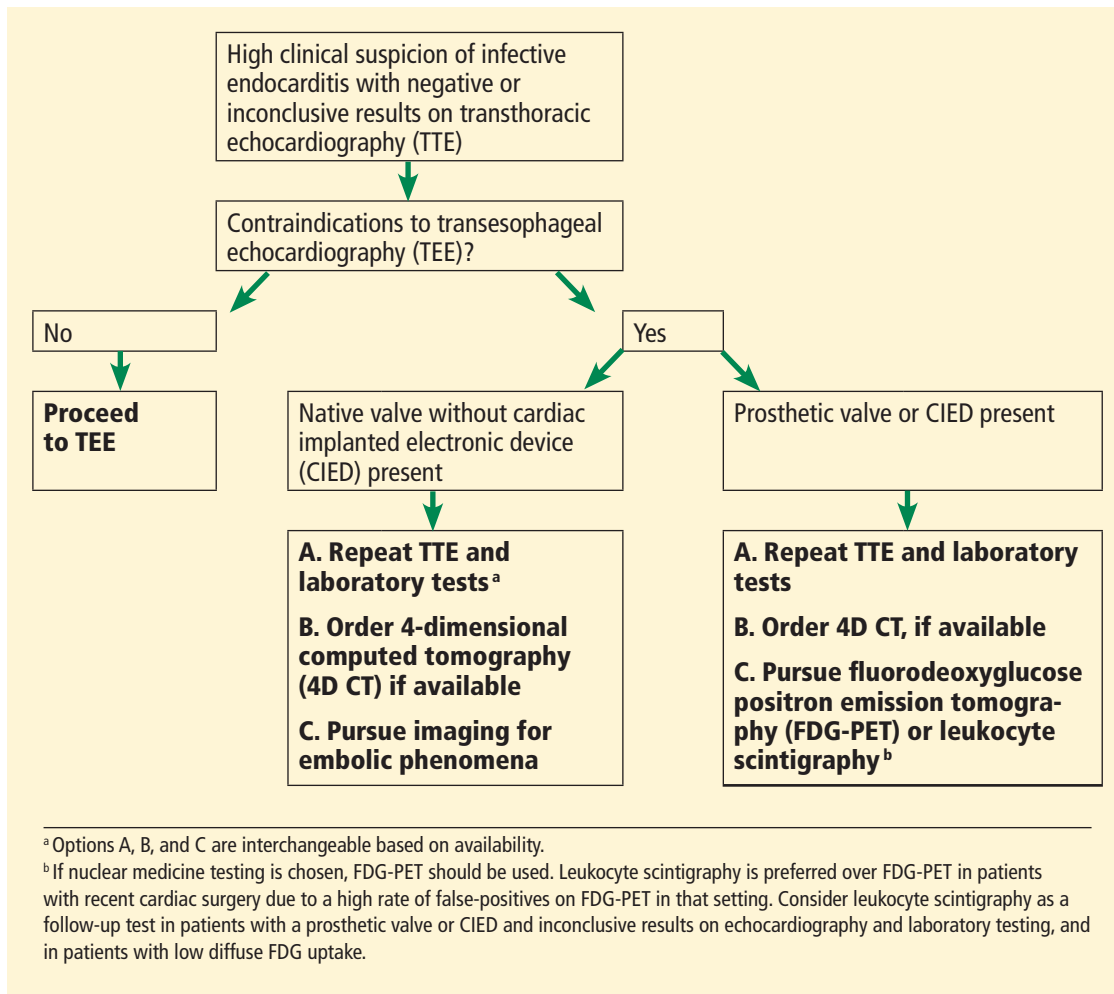 High clinical suspicion of infective
endocarditis with negative or
inconclusive results on transthoracic
echocardiography (TTE)
Contraindications to transesophageal
echocardiography (TEE)?
No
Yes
Proceed
to TEE
Native valve without cardiac
implanted electronic device
(CIED) present
Prosthetic valve or CIED present
A. Repeat TTE and
laboratory tests a
B. Order 4-dimensional
computed tomography
(4D CT) if available
C. Pursue imaging for
embolic phenomena
A. Repeat TTE and laboratory
tests
B. Order 4D CT, if available
C. Pursue fluorodeoxyglucose
positron emission tomogra-
phy (FDG-PET) or leukocyte
scintigraphy b
a Options A, B, and C are interchangeable based on availability.
b If nuclear medicine testing is chosen, FDG-PET should be used. Leukocyte scintigraphy is preferred over FDG-PET in patients
with recent cardiac surgery due to a high rate of false-positives on FDG-PET in that setting. Consider leukocyte scintigraphy as a
follow-up test in patients with a prosthetic valve or CIED and inconclusive results on echocardiography and laboratory testing, and
in patients with low diffuse FDG uptake.